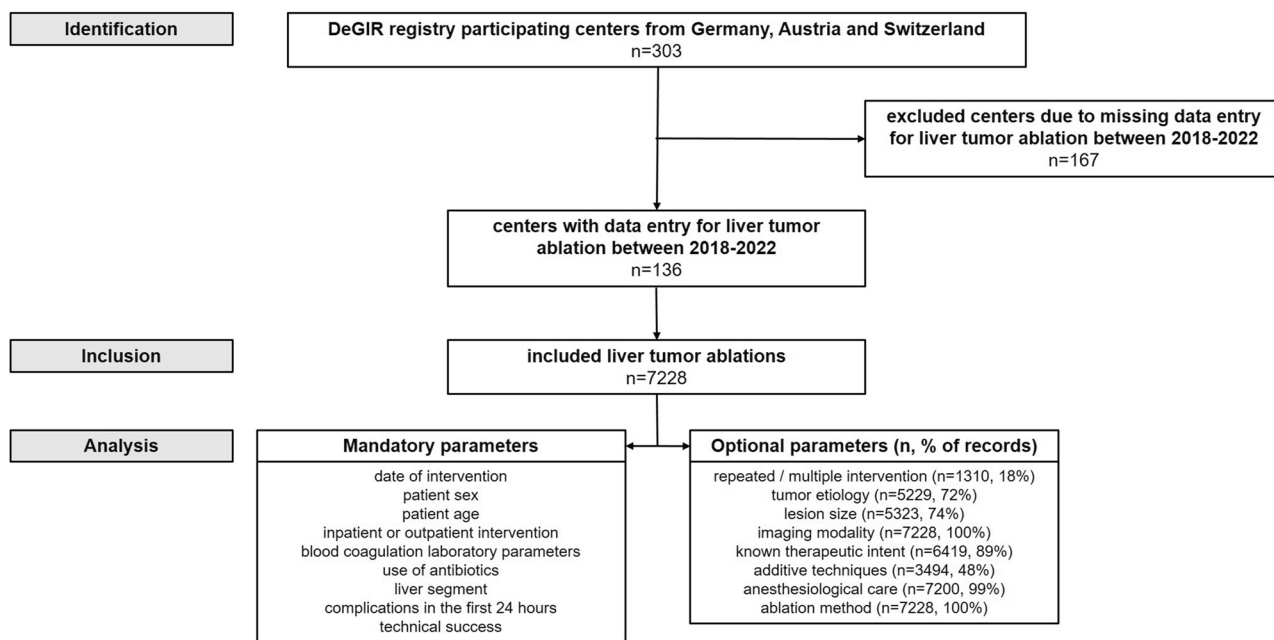 Identification
DeGIR registry participating centers from Germany, Austria and Switzerland
n=303
excluded centers due to missing data entry
for liver tumor ablation between 2018-2022
n=167
centers with data entry for liver tumor
ablation between 2018-2022
n=136
Inclusion
included liver tumor ablations
n=7228
Analysis
Mandatory parameters
date of intervention
patient sex
patient age
inpatient or outpatient intervention
blood coagulation laboratory parameters
use of antibiotics
liver segment
complications in the first 24 hours
technical success
Optional parameters (n, % of records)
repeated / multiple intervention (n=1310, 18%)
tumor etiology (n=5229, 72%)
lesion size (n=5323, 74%)
imaging modality (n=7228, 100%)
known therapeutic intent (n=6419, 89%)
additive techniques (n=3494, 48%)
anesthesiological care (n=7200, 99%)
ablation method (n=7228, 100%)